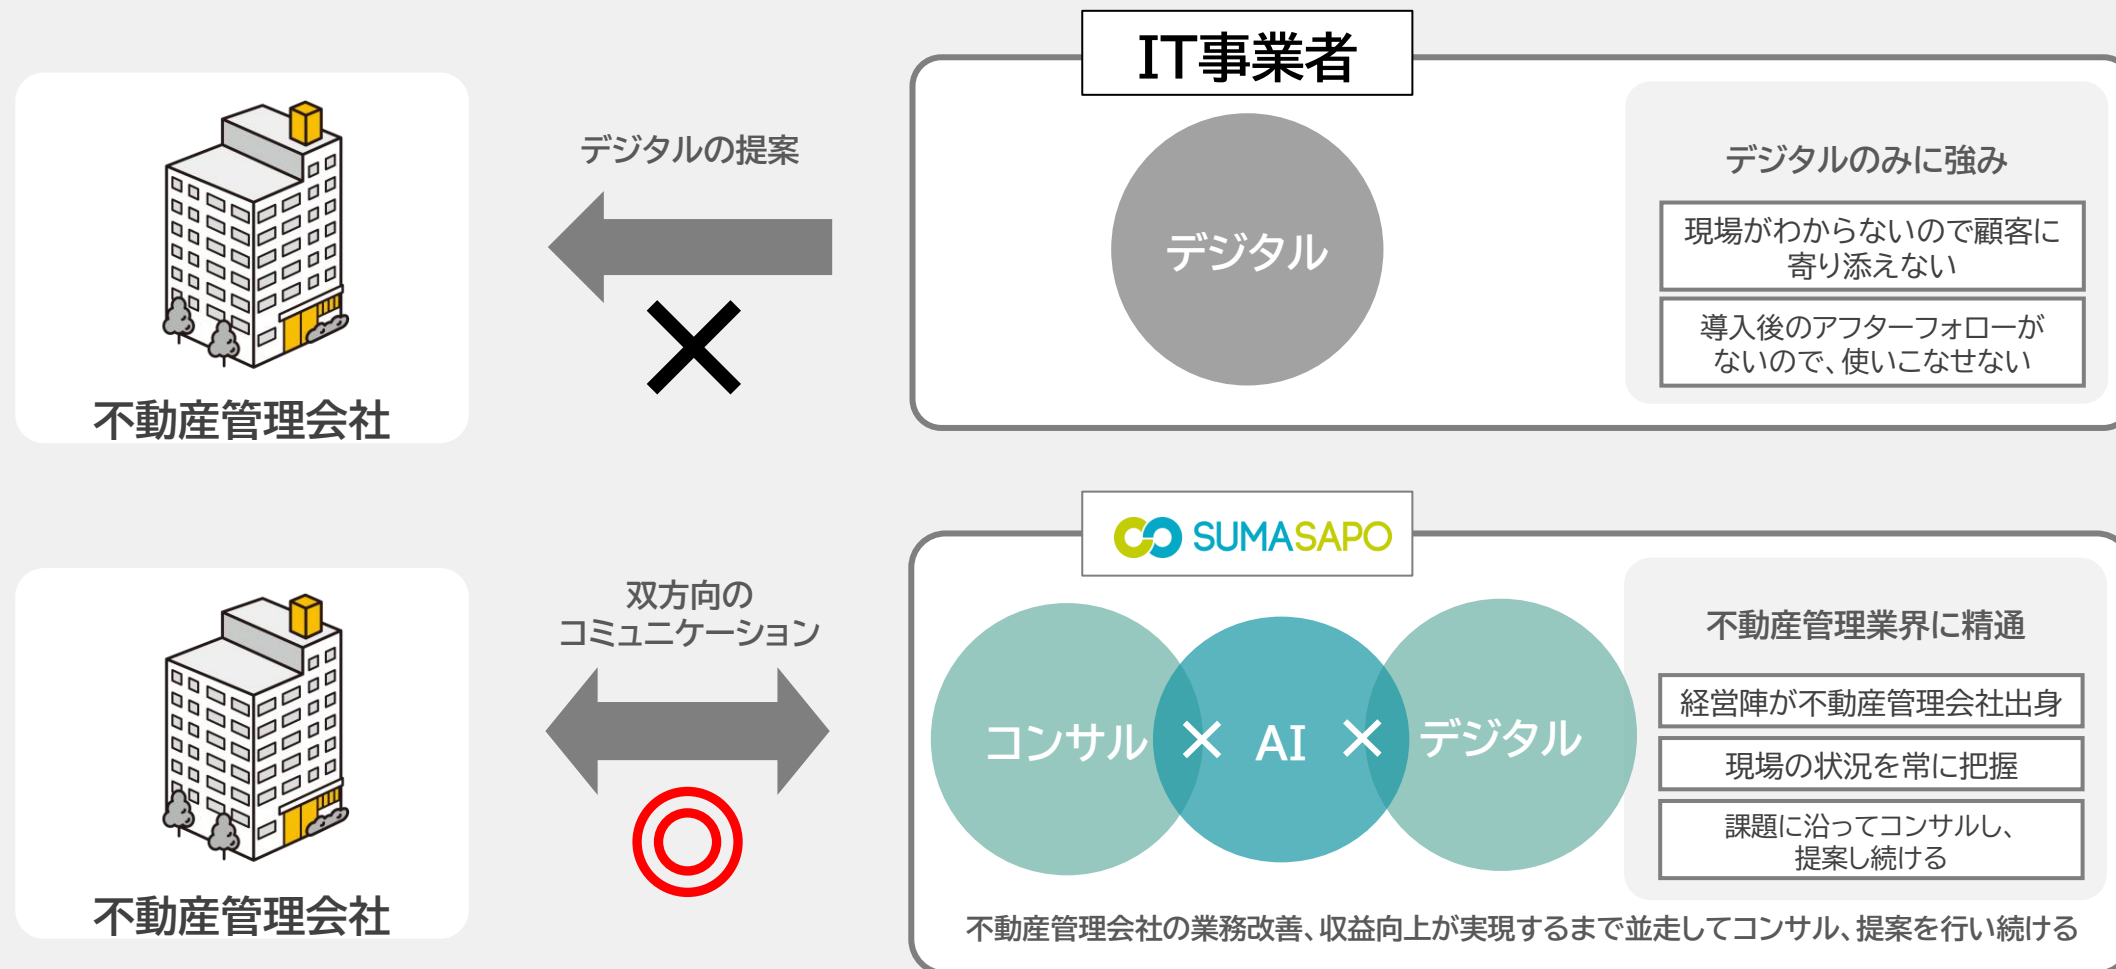 IT事業者
デジタルの提案
デジタル
デジタルのみに強み
現場がわからないので顧客に
寄り添えない
導入後のアフターフォローが
ないので、使いこなせない
不動産管理会社
SUMASAPO
双方向の
コミュニケーション
コンサル × AI × デジタル
不動産管理業界に精通
経営陣が不動産管理会社出身
現場の状況を常に把握
課題に沿ってコンサルし、
提案し続ける
不動産管理会社
不動産管理会社の業務改善、収益向上が実現するまで並走してコンサル、提案を行い続ける